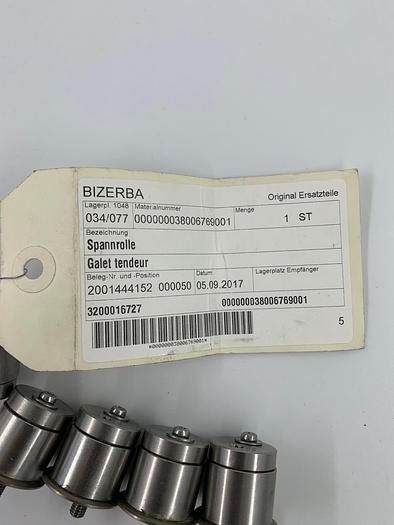 BIZERBA Original Ersatzteile
Lagerpl. 1048 Materialnummer Menge
034/077 000000038006769001 1 ST
Bezeichnung
Spannrolle
Galet tendeur
Beleg-Nr. und -Position Datum Lagerplatz Empfänger
2001444152 000050 05.09.2017
3200016727 000000038006769001
*000000038006769001*
5